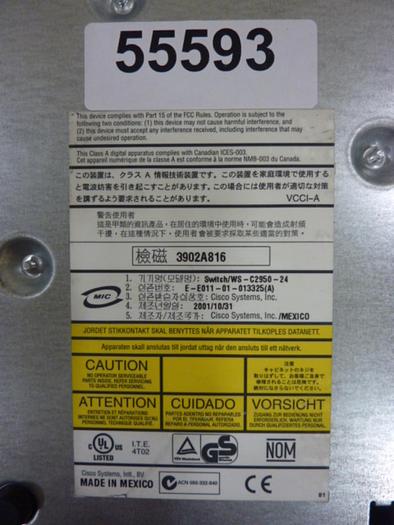 55593
This device complies with Part 15 of the FCC Rules. Operation is subject to the
following two conditions: (1) this device may not cause harmful interference, and
(2) this device must accept any interference received, including interference that may
cause undesired operation.
This Class A digital apparatus complies with Canadian ICES-003.
Cet appareil numérique de la classe A est conforme à la norme NMB-003 du Canada.
この装置は、クラス A 情報技術装置です。この装置を家庭環境で使用する
と電波妨害を引き起こすことがあります。この場合には使用者が適切な対策
を講ずるよう要求されることがあります。 VCCI-A
警告使用者
這是甲類的資訊產品，在居住的環境中使用時，可能會造成射頻
干擾，在這種情況下，使用者會被要求採取某些適當的對策。
檢磁 3902A816
1. 기기명(모델명): Switch/WS-C2950-24
2. 인증번호: E-E011-01-013325(A)
3. 인증받은자의상호: Cisco Systems, Inc.
4. 제조년월일: 2001/10/31
5. 제조자/제조국가: Cisco Systems, Inc./MEXICO
MIC
JORDET STIKKONTAKT SKAL BENYTTES NÅR APPARATET TILKOPLES DATANETT.
Apparaten skall anslutas till jordat uttag när den ansluts till ett nätverk.
CAUTION
NO OPERATOR SERVICEABLE
PARTS INSIDE. REFER SERVICING
TO QUALIFIED PERSONNEL.
注意
ATTENTION
CUIDADO
VORSICHT
UL
LISTED
I.T.E.
4T02
GS
NOM
Cisco Systems, Intl., BV
MADE IN MEXICO
ACN 066-332-840
CE
B1